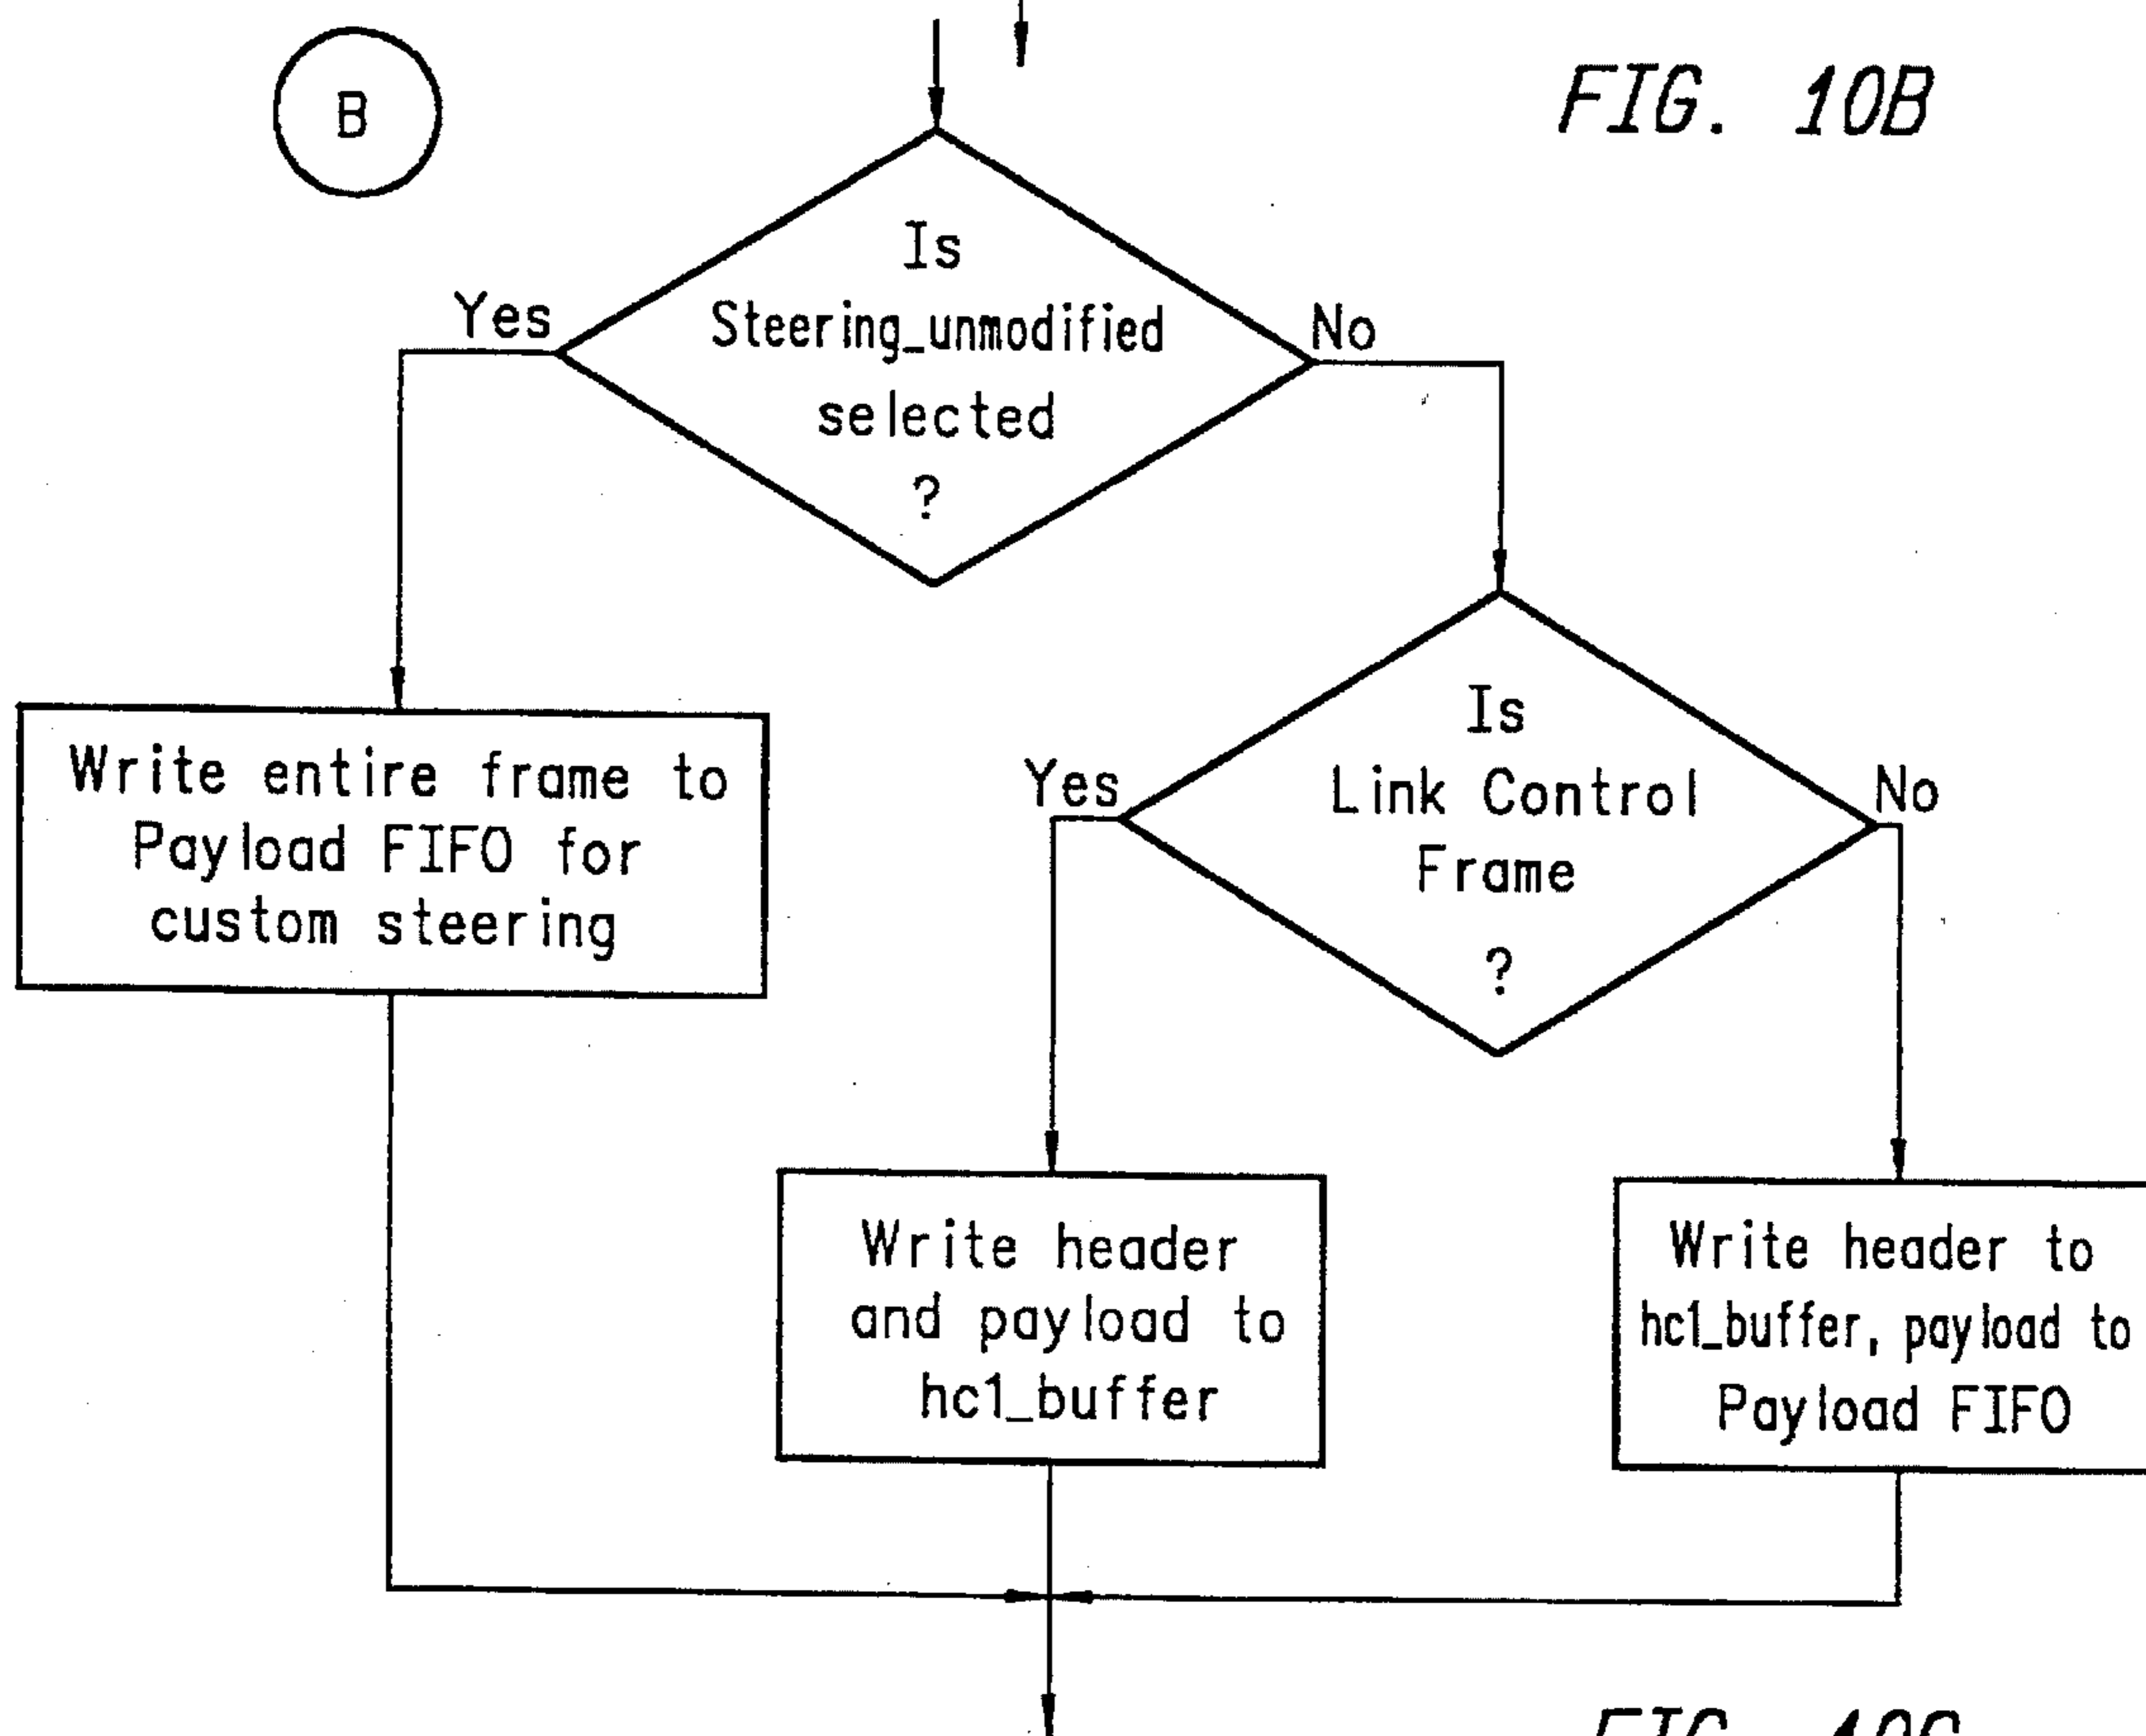 B
FIG. 10B
Is
Steering_unmodified
selected
?
Yes
No
Write entire frame to
Payload FIFO for
custom steering
Is
Link Control
Frame
?
Yes
No
Write header
and payload to
hc1_buffer
Write header to
hc1_buffer, payload to
Payload FIFO